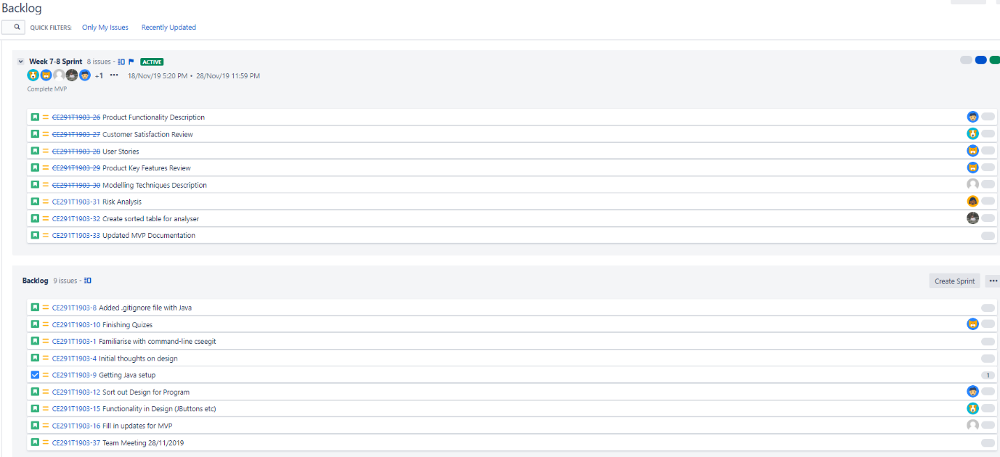 Backlog
QUICK FILTERS: Only My Issues Recently Updated
Week 7-8 Sprint 8 issues - ACTIVE
+1 ••• 18/Nov/19 5:20 PM • 28/Nov/19 11:59 PM
Complete MVP
CE291T1903-26 Product Functionality Description
CE291T1903-27 Customer Satisfaction Review
CE291T1903-28 User Stories
CE291T1903-29 Product Key Features Review
CE291T1903-30 Modelling Techniques Description
CE291T1903-31 Risk Analysis
CE291T1903-32 Create sorted table for analyser
CE291T1903-33 Updated MVP Documentation
Backlog 9 issues - Create Sprint •••
CE291T1903-8 Added .gitignore file with Java
CE291T1903-10 Finishing Quizes
CE291T1903-1 Familiarise with command-line cseegit
CE291T1903-4 Initial thoughts on design
CE291T1903-9 Getting Java setup 1
CE291T1903-12 Sort out Design for Program
CE291T1903-15 Functionality in Design (JButtons etc)
CE291T1903-16 Fill in updates for MVP
CE291T1903-37 Team Meeting 28/11/2019